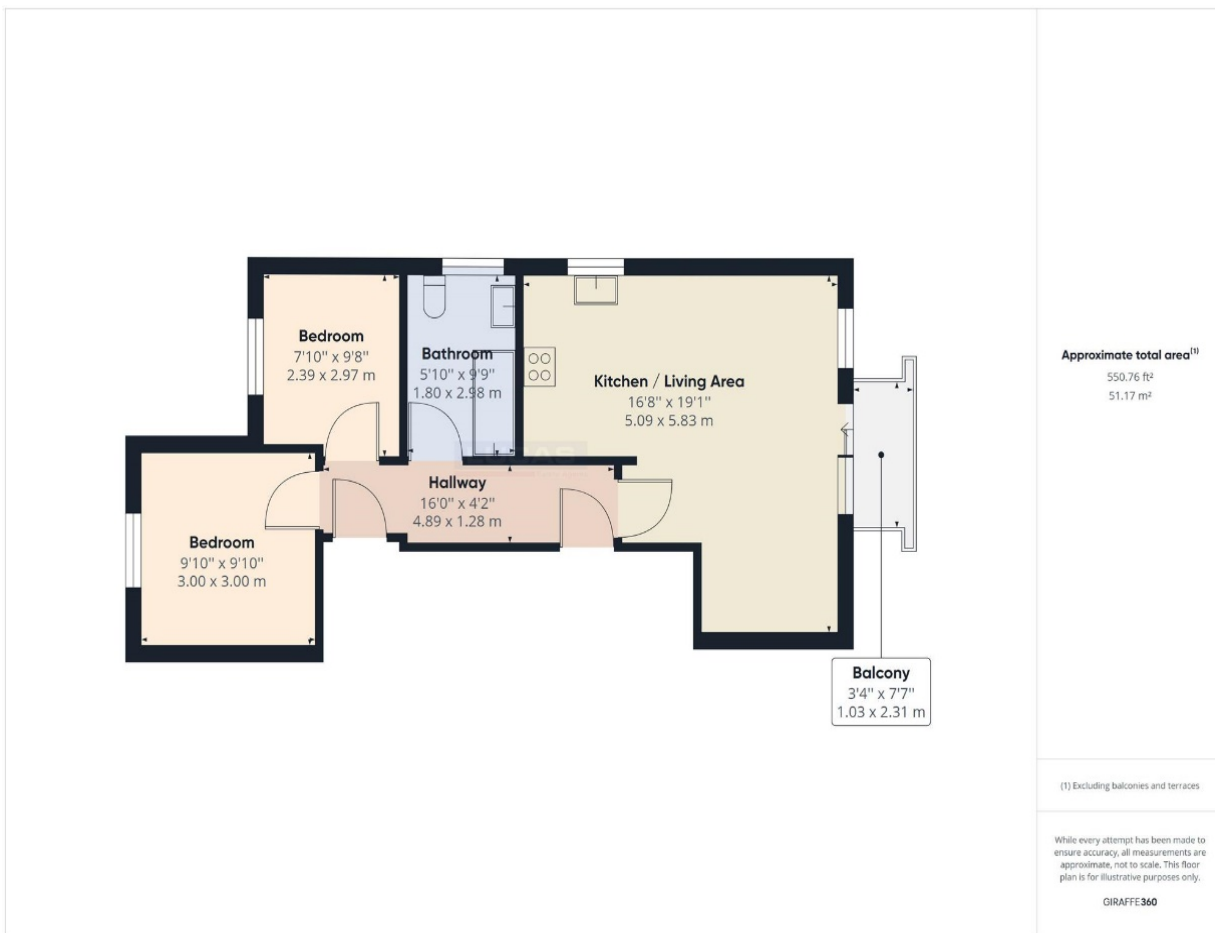 Bedroom
7'10" x 9'8"
2.39 x 2.97 m
Bathroom
5'10" x 9'9"
1.80 x 2.98 m
Kitchen / Living Area
16'8" x 19'1"
5.09 x 5.83 m
Hallway
16'0" x 4'2"
4.89 x 1.28 m
Bedroom
9'10" x 9'10"
3.00 x 3.00 m
Balcony
3'4" x 7'7"
1.03 x 2.31 m
Approximate total area(1)
550.76 ft²
51.17 m²
(1) Excluding balconies and terraces
While every attempt has been made to
ensure accuracy, all measurements are
approximate, not to scale. This floor
plan is for illustrative purposes only.
GIRAFFE360